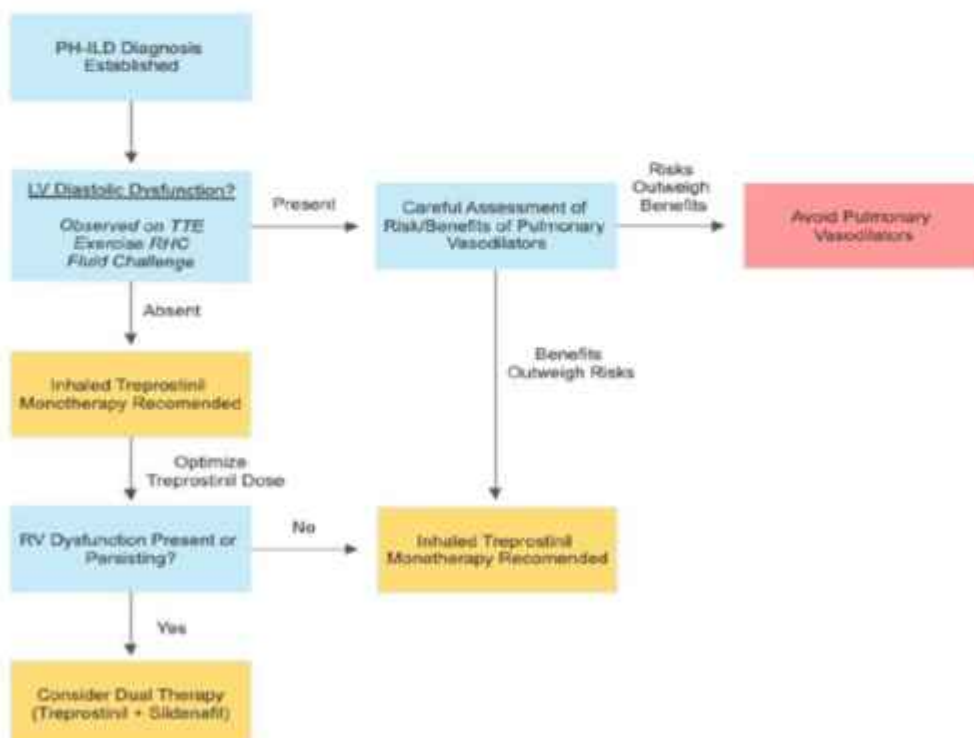 PH-ILD Diagnosis
Established
LV Diastolic Dysfunction?
Observed on TTE
Exercise RHC
Fluid Challenge
Present
Careful Assessment of
Risk/Benefits of Pulmonary
Vasodilators
Risks
Outweigh
Benefits
Avoid Pulmonary
Vasodilators
Absent
Benefits
Outweigh Risks
Inhaled Treprostinil
Monotherapy Recomended
Optimize
Treprostinil Dose
RV Dysfunction Present or
Persisting?
No
Inhaled Treprostinil
Monotherapy Recomended
Yes
Consider Dual Therapy
(Treprostinil + Sildenafil)